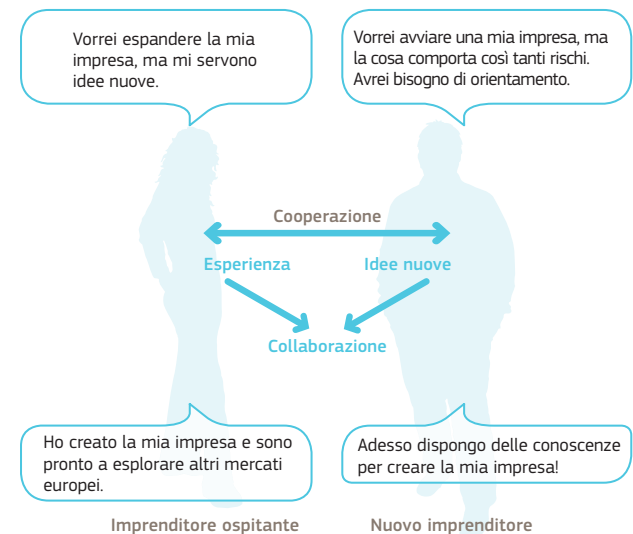 Vorrei espandere la mia
impresa, ma mi servono
idee nuove.
Vorrei avviare una mia impresa, ma
la cosa comporta così tanti rischi.
Avrei bisogno di orientamento.
Cooperazione
Esperienza
Idee nuove
Collaborazione
Ho creato la mia impresa e sono
pronto a esplorare altri mercati
europei.
Adesso dispongo delle conoscenze
per creare la mia impresa!
Imprenditore ospitante
Nuovo imprenditore